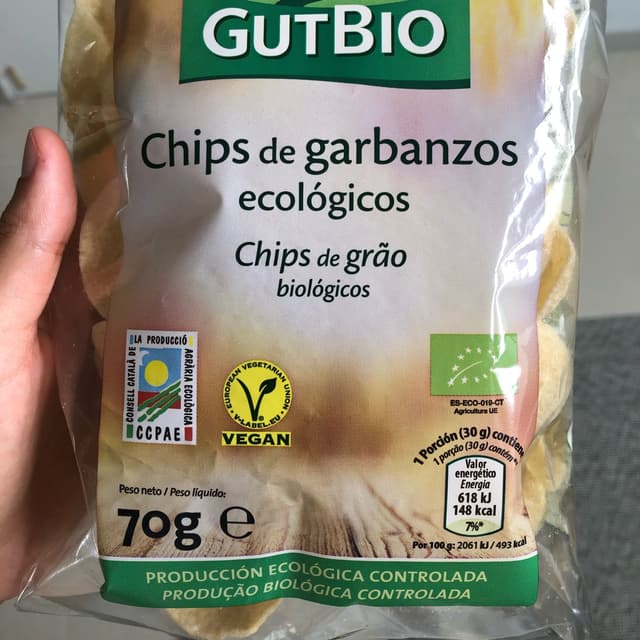 GUTBIO
Chips de garbanzos
ecológicos
Chips de grão
biológicos
CONSELL CATALÀ DE LA PRODUCCIÓ AGRÀRIA ECOLÒGICA
CCPAE
EUROPEAN VEGETARIAN UNION
V-LABEL.EU
VEGAN
ES-ECO-019-CT
Agricultura UE
1 Porción (30 g) contiene
1 porção (30 g) contém
Valor
energético
Energia
618 kJ
148 kcal
7%*
Por 100 g: 2061 kJ / 493 kcal
Peso neto / Peso líquido:
70g e
PRODUCCIÓN ECOLÓGICA CONTROLADA
PRODUÇÃO BIOLÓGICA CONTROLADA